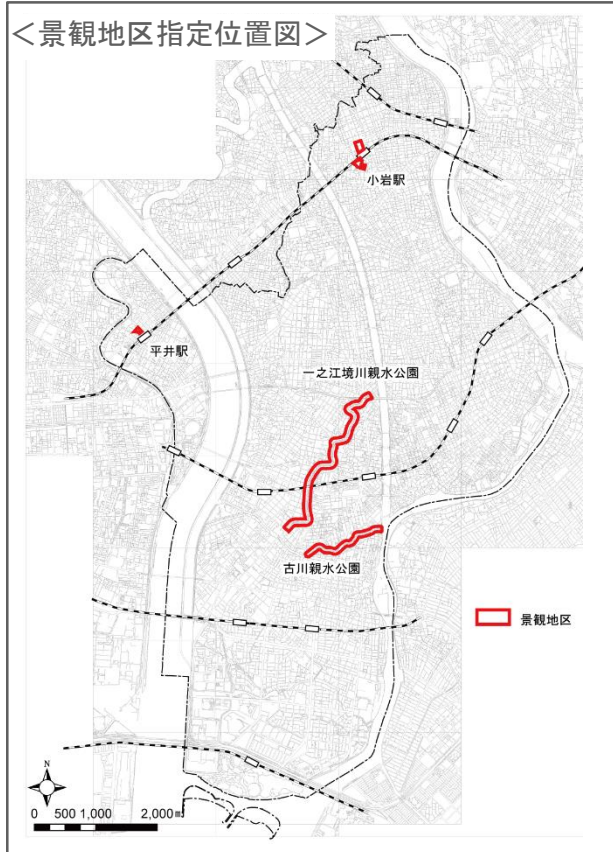 ＜景観地区指定位置図＞
小岩駅
平井駅
一之江境川親水公園
古川親水公園
景観地区
0 500 1,000 2,000 m